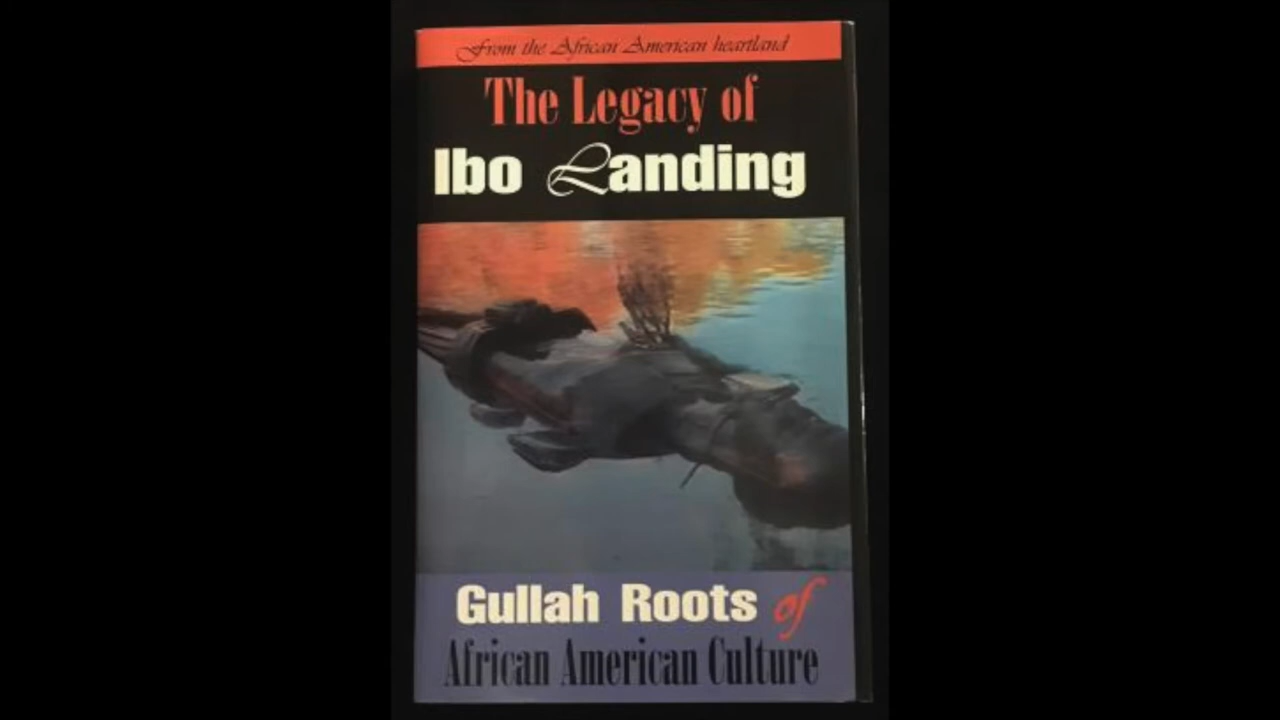 From the African American heartland
The Legacy of
Ibo Landing
Gullah Roots of
African American Culture